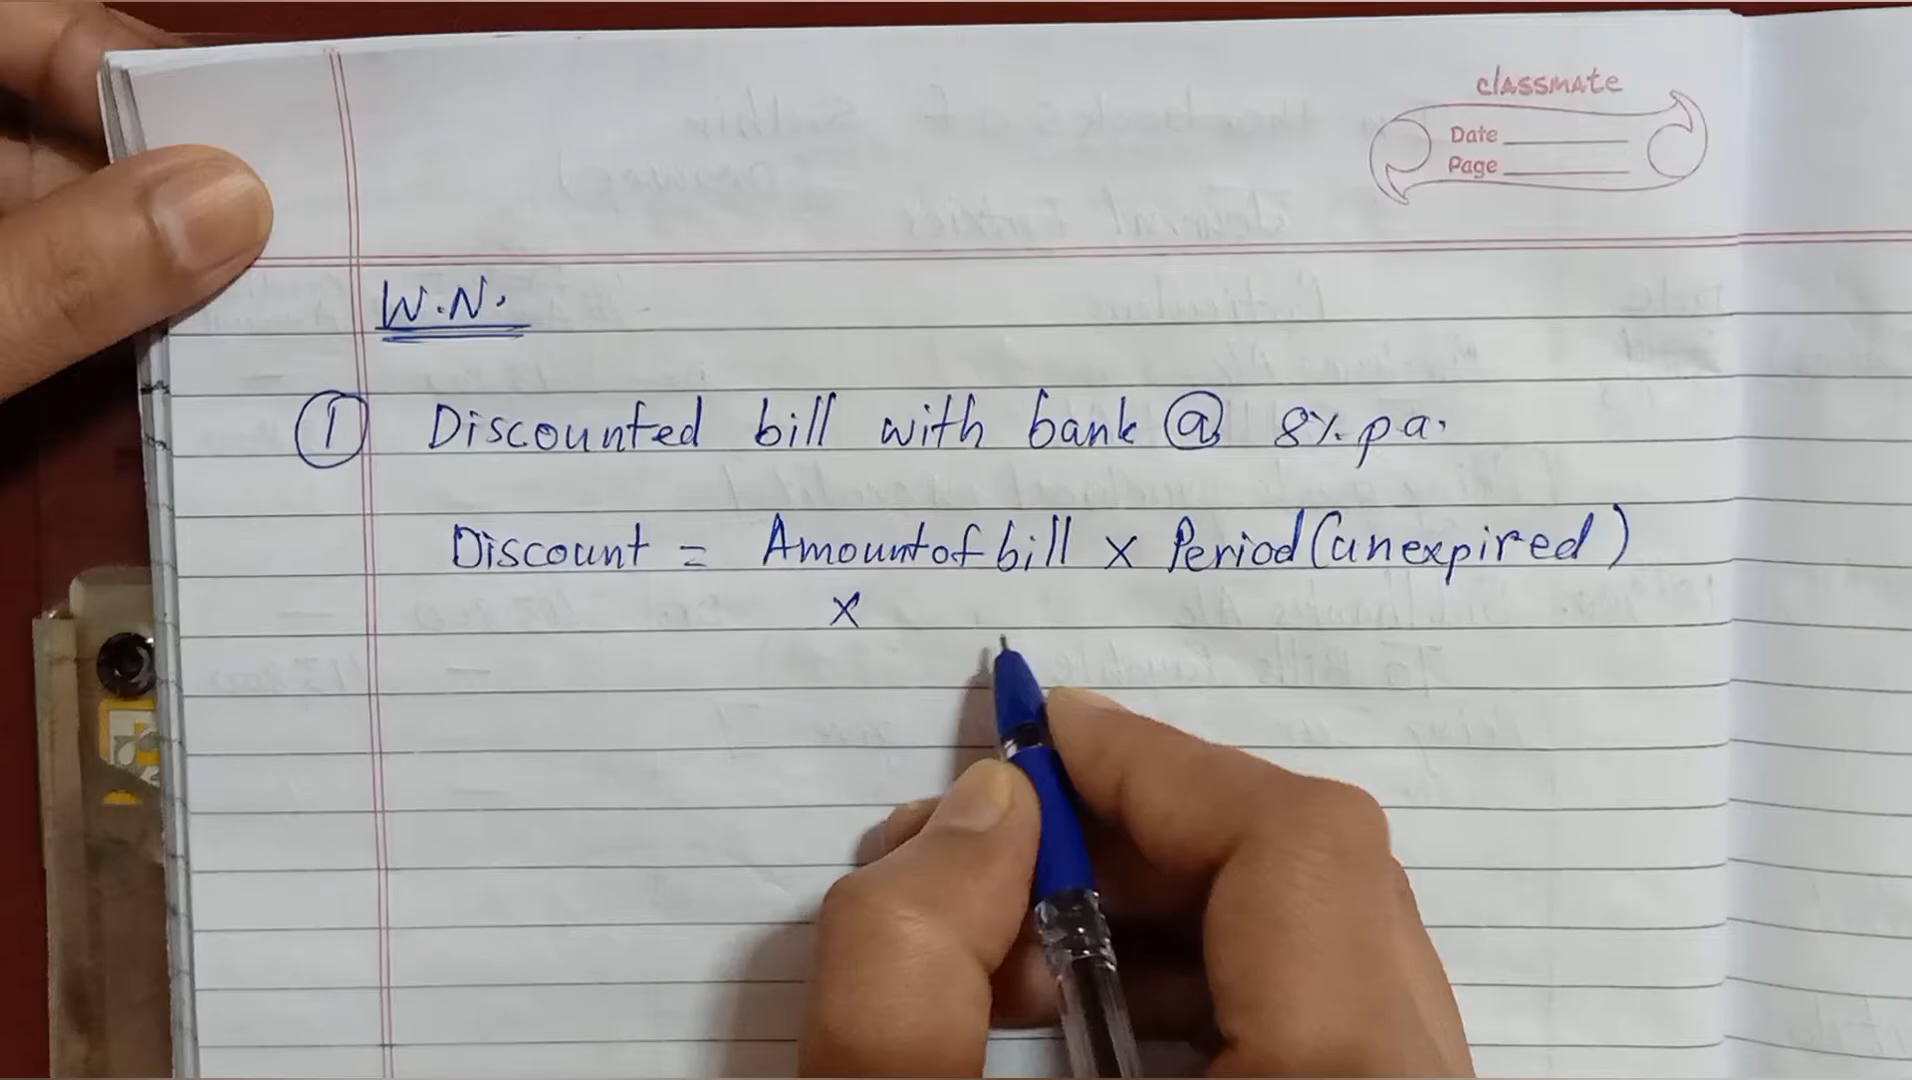 classmate
Date
Page
W.N.
① Discounted bill with bank @ 8% p a.
Discount = Amount of bill × Period (unexpired)
×